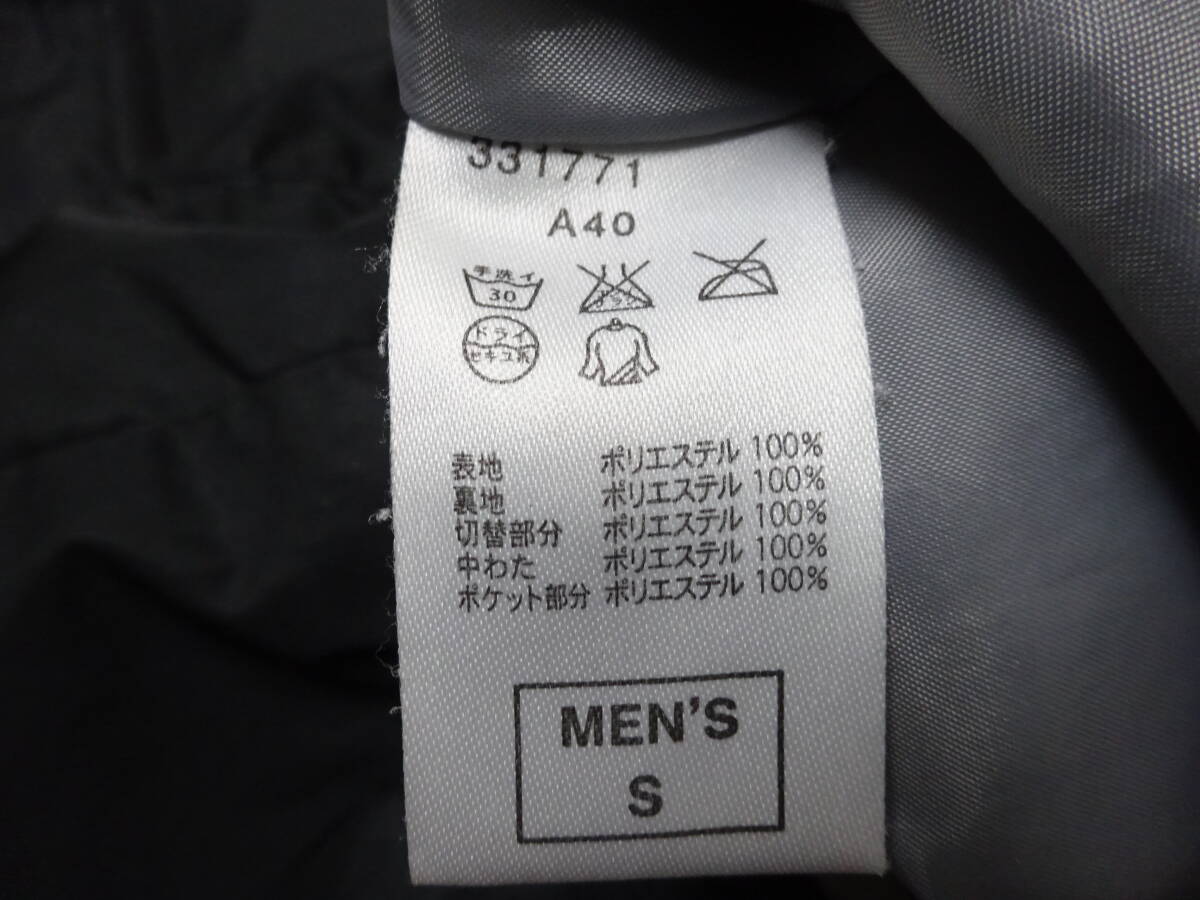 331771
A40
手洗イ
30
ドライ
セキユ系
表地 ポリエステル 100%
裏地 ポリエステル 100%
切替部分 ポリエステル 100%
中わた ポリエステル 100%
ポケット部分 ポリエステル 100%
MEN'S
S